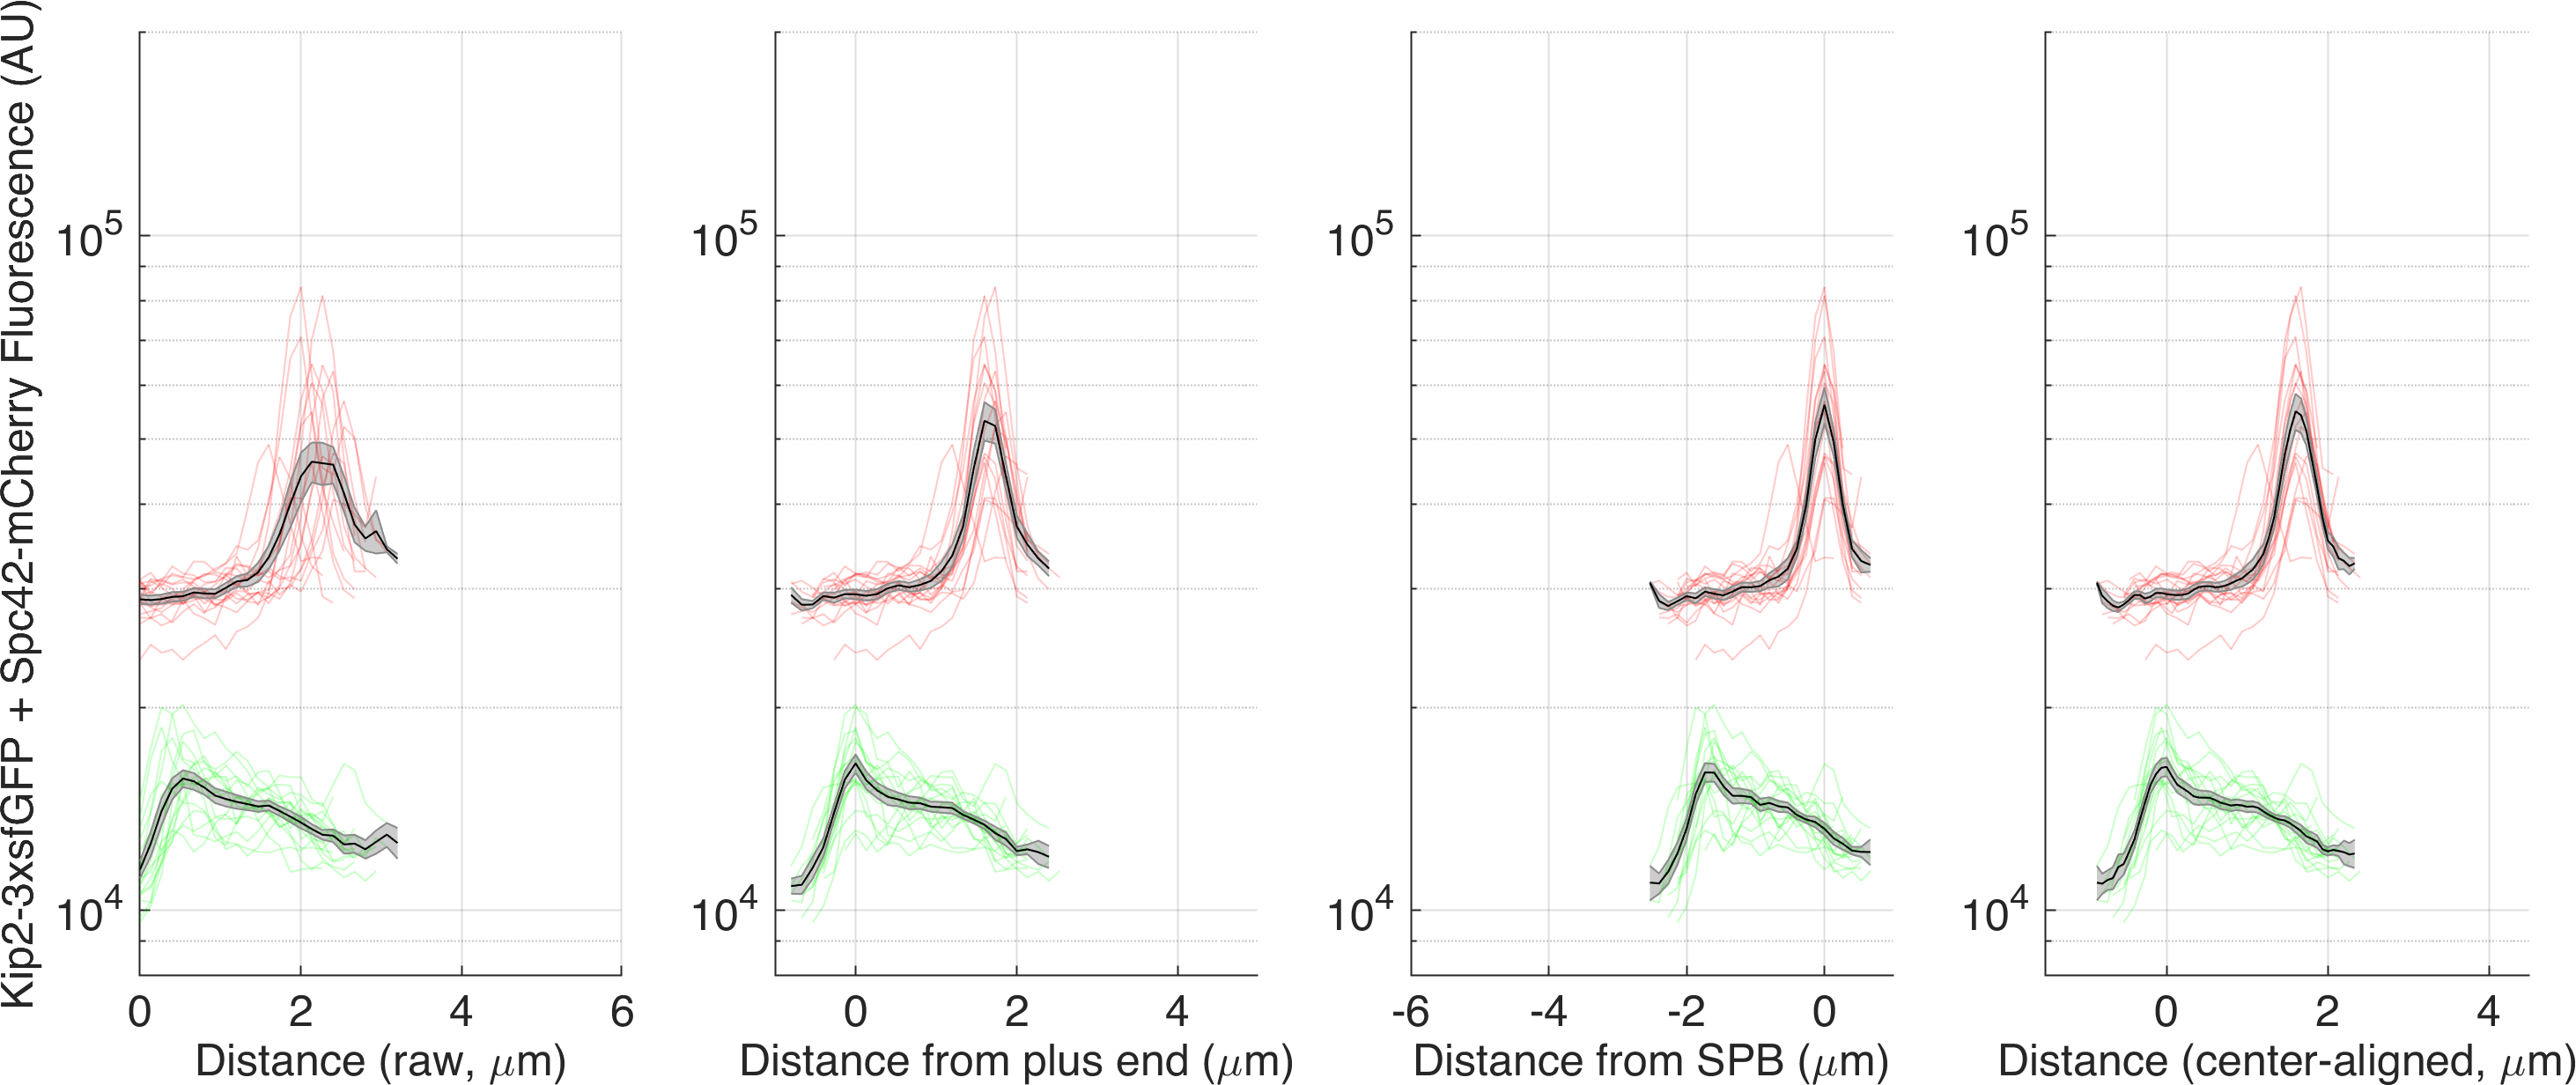 Kip2-3xsfGFP + Spc42-mCherry Fluorescence (AU)
10^5
10^4
0 2 4 6
Distance (raw, μm)
10^5
10^4
0 2 4
Distance from plus end (μm)
10^5
10^4
-6 -4 -2 0
Distance from SPB (μm)
10^5
10^4
0 2 4
Distance (center-aligned, μm)